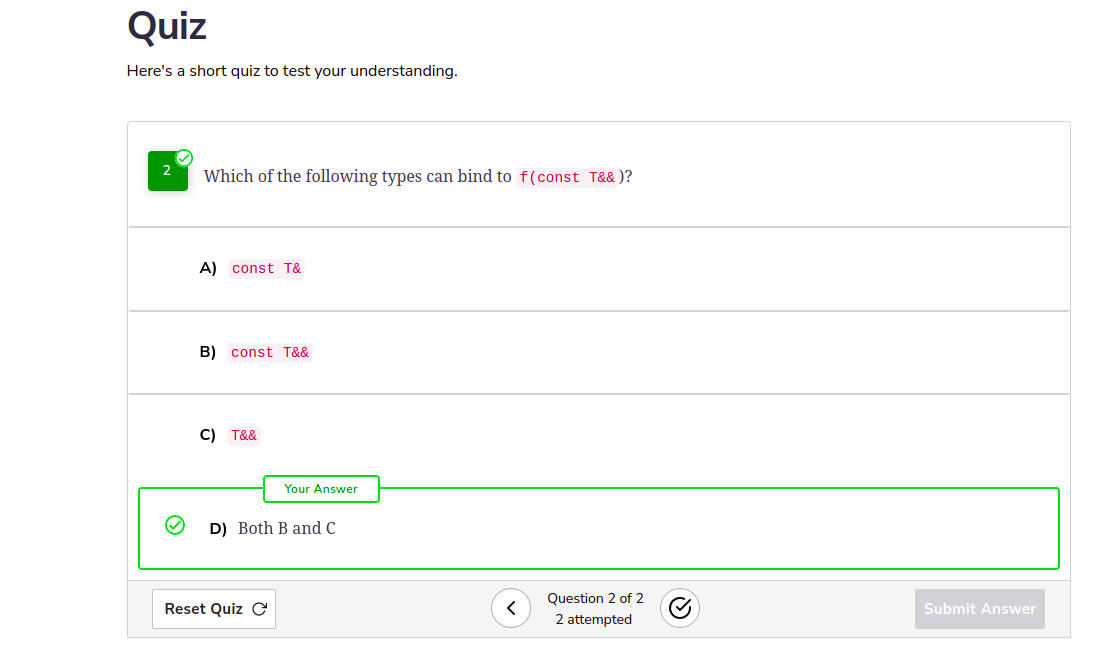 Quiz
Here's a short quiz to test your understanding.
2 Which of the following types can bind to f(const T&&)?
A) const T&
B) const T&&
C) T&&
Your Answer
D) Both B and C
Reset Quiz
Question 2 of 2
2 attempted
Submit Answer